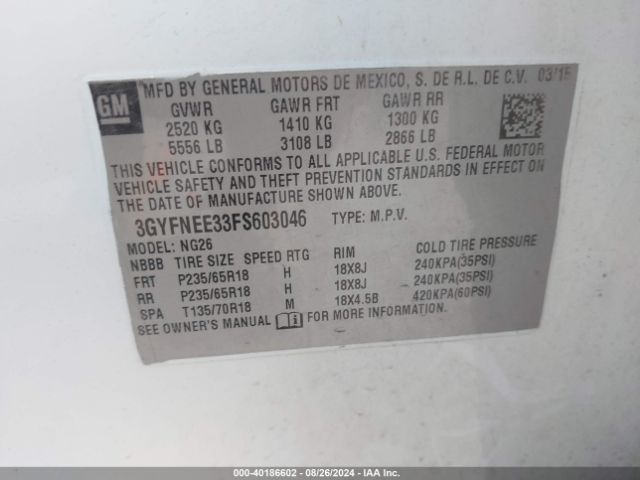 GM
MFD BY GENERAL MOTORS DE MEXICO, S. DE R.L. DE C.V. 03/15
GVWR GAWR FRT GAWR RR
2520 KG 1410 KG 1300 KG
5556 LB 3108 LB 2866 LB
THIS VEHICLE CONFORMS TO ALL APPLICABLE U.S. FEDERAL MOTOR
VEHICLE SAFETY AND THEFT PREVENTION STANDARDS IN EFFECT ON
THE DATE OF MANUFACTURE SHOWN ABOVE.
3GYFNEE33FS603046 TYPE: M.P.V.
MODEL: NG26
NBBB TIRE SIZE SPEED RTG RIM COLD TIRE PRESSURE
FRT P235/65R18 H 18X8J 240KPA(35PSI)
RR P235/65R18 H 18X8J 240KPA(35PSI)
SPA T135/70R18 M 18X4.5B 420KPA(60PSI)
SEE OWNER'S MANUAL FOR MORE INFORMATION.
000-40186602 - 08/26/2024 - IAAI.COM